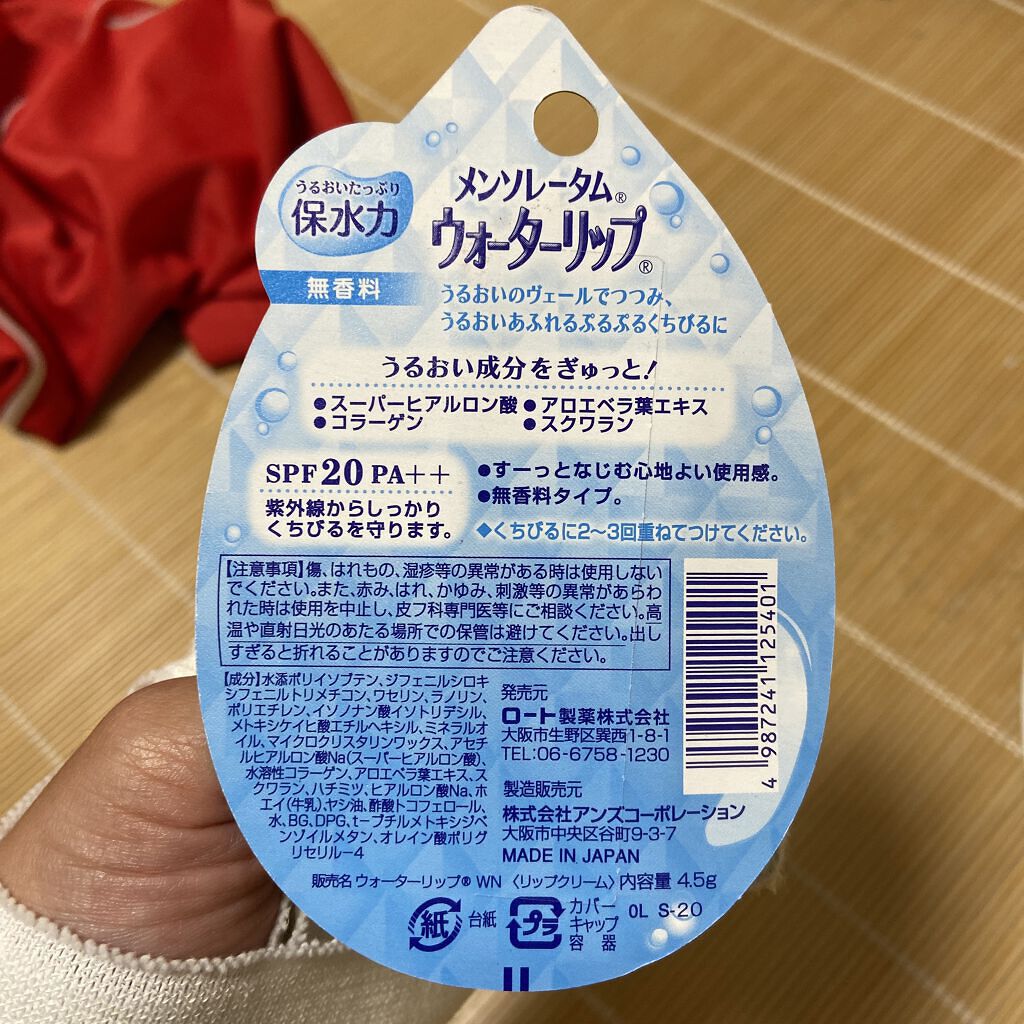 うるおいたっぷり
保水力
無香料
メンソレータム®
ウォーターリップ®
うるおいのヴェールでつつみ、
うるおいあふれるぷるぷるくちびるに
うるおい成分をぎゅっと!
●スーパーヒアルロン酸 ●アロエベラ葉エキス
●コラーゲン ●スクワラン
SPF20 PA++
紫外線からしっかり
くちびるを守ります。
●すーっとなじむ心地よい使用感。
●無香料タイプ。
◆くちびるに2〜3回重ねてつけてください。
【注意事項】傷、はれもの、湿疹等の異常がある時は使用しない
でください。また、赤み、はれ、かゆみ、刺激等の異常があらわ
れた時は使用を中止し、皮フ科専門医等にご相談ください。高
温や直射日光のあたる場所での保管は避けてください。出し
すぎると折れることがありますのでご注意ください。
【成分】水添ポリイソブテン、ジフェニルシロキ
シフェニルトリメチコン、ワセリン、ラノリン、
ポリエチレン、イソノナン酸イソトリデシル、
メトキシケイヒ酸エチルヘキシル、ミネラルオ
イル、マイクロクリスタリンワックス、アセチ
ルヒアルロン酸Na(スーパーヒアルロン酸)、
水溶性コラーゲン、アロエベラ葉エキス、ス
クワラン、ハチミツ、ヒアルロン酸Na、ホ
エイ(牛乳)、ヤシ油、酢酸トコフェロール、
水、BG、DPG、t-ブチルメトキシジベ
ンゾイルメタン、オレイン酸ポリグ
リセリル-4
発売元
ロート製薬株式会社
大阪市生野区巽西1-8-1
TEL:06-6758-1230
製造販売元
株式会社アンズコーポレーション
大阪市中央区谷町9-3-7
MADE IN JAPAN
4 987241 125401
販売名 ウォーターリップ® WN 〈リップクリーム〉内容量 4.5g
紙 台紙
プラ カバー
キャップ
容器
OL S-20